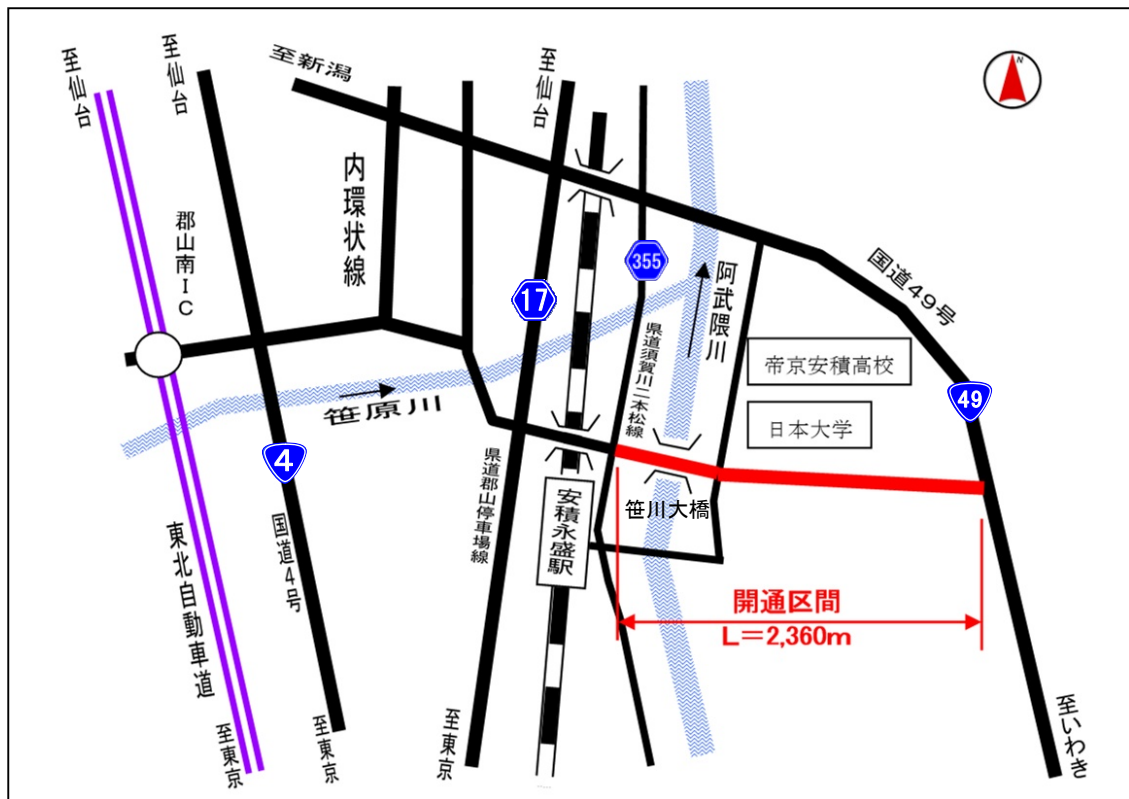 至仙台
至仙台
至新潟
至仙台
N
郡山南IC
内環状線
17
355
阿武隈川
国道49号
県道須賀川二本松線
帝京安積高校
日本大学
49
笹原川
4
県道郡山停車場線
安積永盛駅
笹川大橋
東北自動車道
国道4号
開通区間
L=2,360m
至東京
至東京
至東京
至いわき